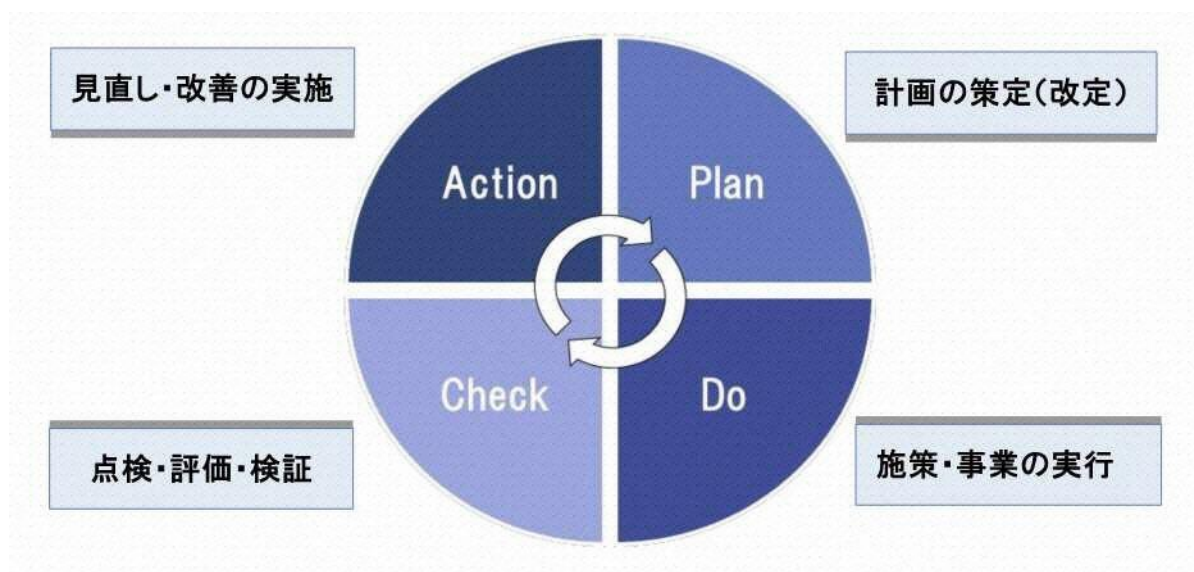 見直し・改善の実施
計画の策定（改定）
Action
Plan
Check
Do
点検・評価・検証
施策・事業の実行